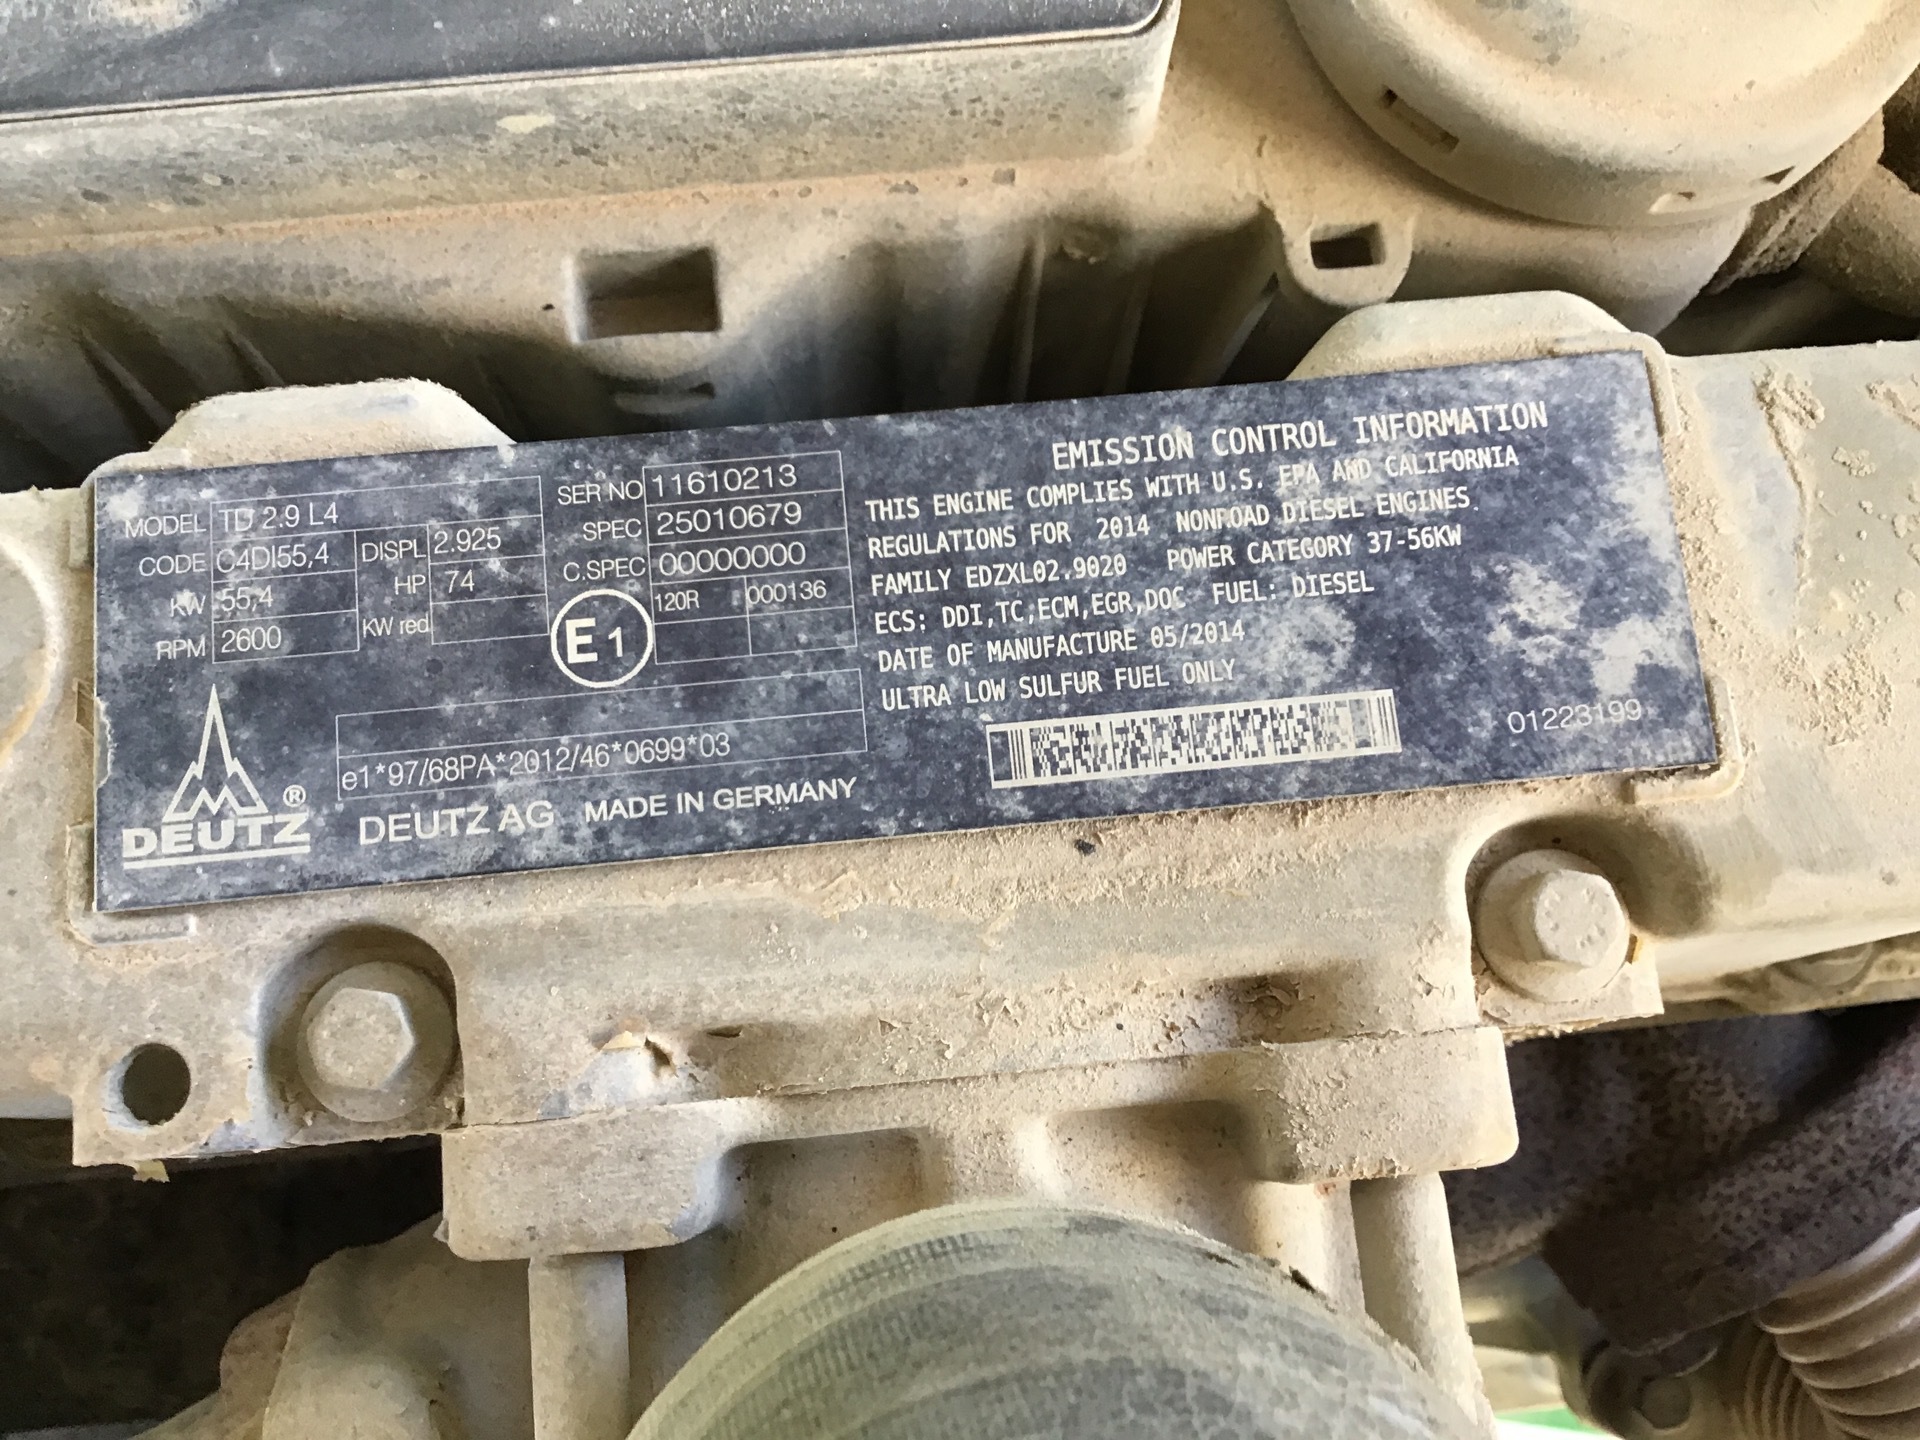 MODEL TD 2.9 L4
CODE C4DI55,4 DISPL 2.925
KW 55,4 HP 74
RPM 2600 KW red
SER NO 11610213
SPEC 25010679
C.SPEC 00000000
E1 120R 000136
e1*97/68PA*2012/46*0699*03
DEUTZ® DEUTZ AG MADE IN GERMANY
EMISSION CONTROL INFORMATION
THIS ENGINE COMPLIES WITH U.S. EPA AND CALIFORNIA
REGULATIONS FOR 2014 NONROAD DIESEL ENGINES.
FAMILY EDZXL02.9020 POWER CATEGORY 37-56KW
ECS: DDI,TC,ECM,EGR,DOC FUEL: DIESEL
DATE OF MANUFACTURE 05/2014
ULTRA LOW SULFUR FUEL ONLY
01223199